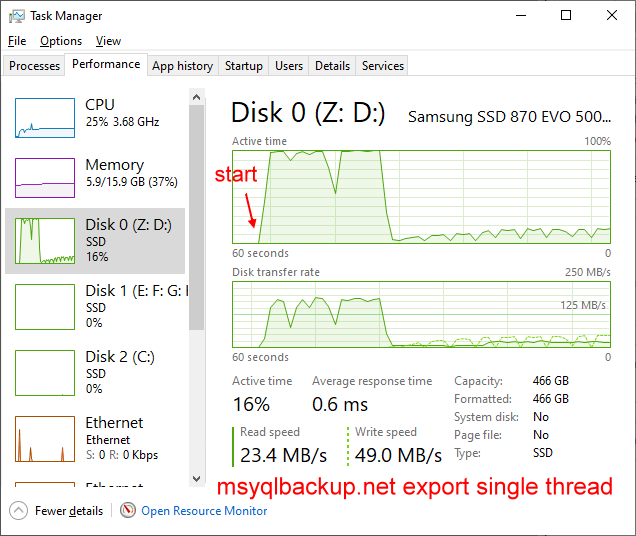 Task Manager
File Options View
Processes Performance App history Startup Users Details Services
CPU
25% 3.68 GHz
Memory
5.9/15.9 GB (37%)
Disk 0 (Z: D:)
SSD
16%
Disk 1 (E: F: G: H
SSD
0%
Disk 2 (C:)
SSD
0%
Ethernet
Ethernet
S: 0 R: 0 Kbps
Disk 0 (Z: D:) Samsung SSD 870 EVO 500...
Active time 100%
start
60 seconds 0
Disk transfer rate 250 MB/s
125 MB/s
60 seconds 0
Active time Average response time
16% 0.6 ms
Read speed Write speed
23.4 MB/s 49.0 MB/s
Capacity: 466 GB
Formatted: 466 GB
System disk: No
Page file: No
Type: SSD
msyqlbackup.net export single thread
Fewer details Open Resource Monitor